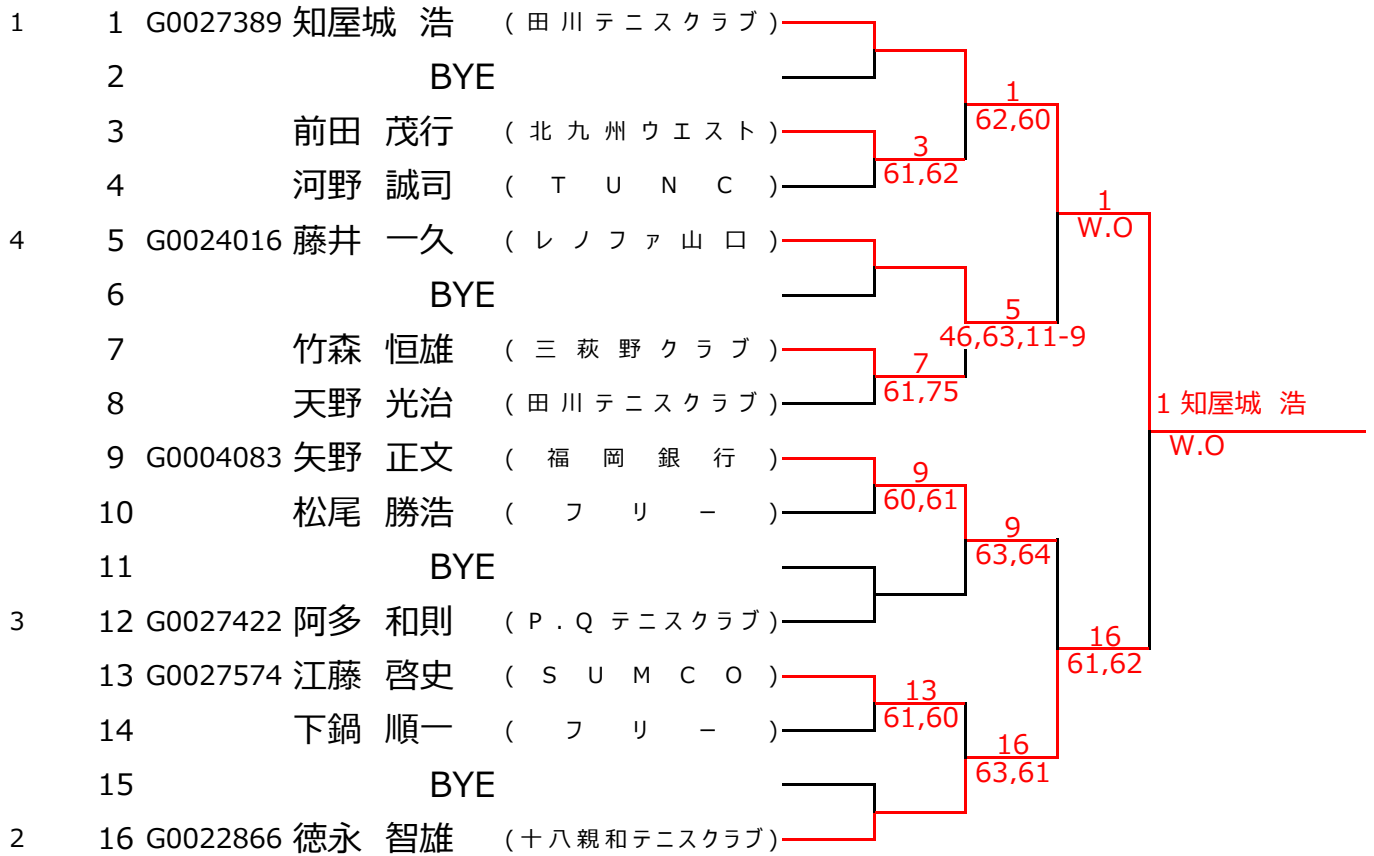 1 1 G0027389 知屋城 浩 (田川テニスクラブ)
2 BYE
1
62,60
3 前田 茂行 (北九州ウエスト)
3
61,62
4 河野 誠司 (TUNC)
1
W.O
4 5 G0024016 藤井 一久 (レノファ山口)
6 BYE
5
46,63,11-9
7 竹森 恒雄 (三萩野クラブ)
7
61,75
8 天野 光治 (田川テニスクラブ)
1 知屋城 浩
W.O
9 G0004083 矢野 正文 (福岡銀行)
9
60,61
10 松尾 勝浩 (フリー)
9
63,64
11 BYE
3 12 G0027422 阿多 和則 (P.Qテニスクラブ)
16
61,62
13 G0027574 江藤 啓史 (SUMCO)
13
61,60
14 下鍋 順一 (フリー)
16
63,61
15 BYE
2 16 G0022866 徳永 智雄 (十八親和テニスクラブ)